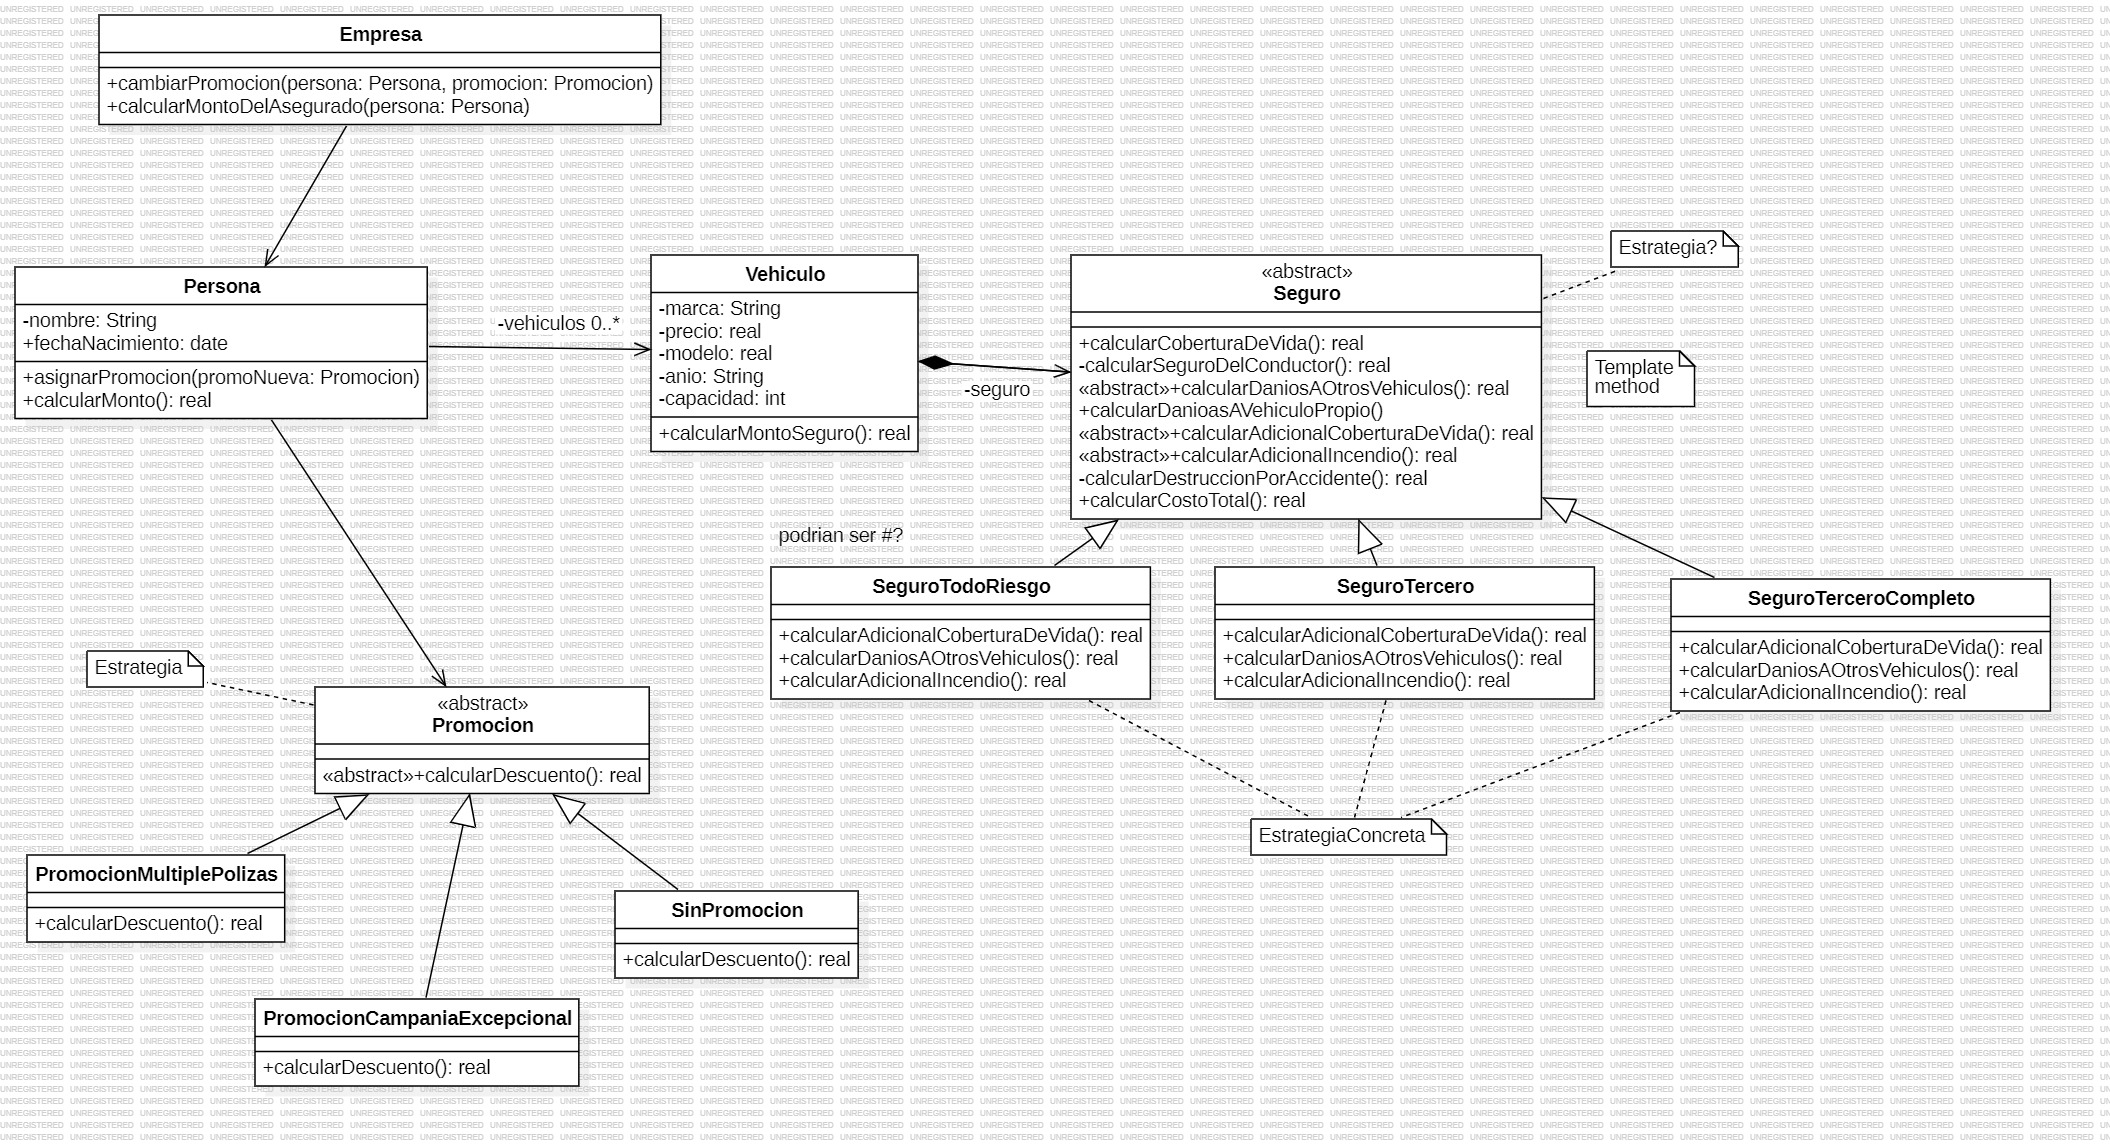 Empresa
+cambiarPromocion(persona: Persona, promocion: Promocion)
+calcularMontoDelAsegurado(persona: Persona)
Persona
-nombre: String
+fechaNacimiento: date
+asignarPromocion(promoNueva: Promocion)
+calcularMonto(): real
-vehiculos 0..*
Vehiculo
-marca: String
-precio: real
-modelo: real
-anio: String
-capacidad: int
+calcularMontoSeguro(): real
-seguro
«abstract»
Seguro
+calcularCoberturaDeVida(): real
-calcularSeguroDelConductor(): real
«abstract»+calcularDaniosAOtrosVehiculos(): real
+calcularDanioasAVehiculoPropio()
«abstract»+calcularAdicionalCoberturaDeVida(): real
«abstract»+calcularAdicionalIncendio(): real
-calcularDestruccionPorAccidente(): real
+calcularCostoTotal(): real
Estrategia?
Template
method
podrian ser #?
SeguroTodoRiesgo
+calcularAdicionalCoberturaDeVida(): real
+calcularDaniosAOtrosVehiculos(): real
+calcularAdicionalIncendio(): real
SeguroTercero
+calcularAdicionalCoberturaDeVida(): real
+calcularDaniosAOtrosVehiculos(): real
+calcularAdicionalIncendio(): real
SeguroTerceroCompleto
+calcularAdicionalCoberturaDeVida(): real
+calcularDaniosAOtrosVehiculos(): real
+calcularAdicionalIncendio(): real
EstrategiaConcreta
Estrategia
«abstract»
Promocion
«abstract»+calcularDescuento(): real
PromocionMultiplePolizas
+calcularDescuento(): real
SinPromocion
+calcularDescuento(): real
PromocionCampaniaExcepcional
+calcularDescuento(): real
UNREGISTERED